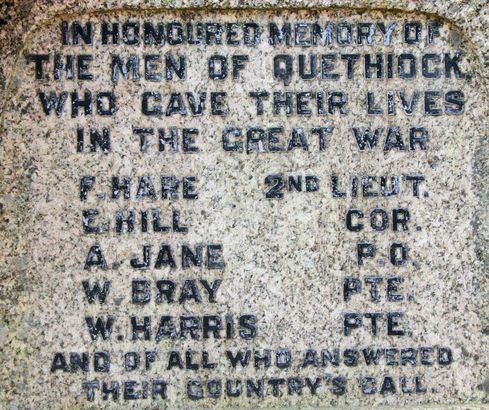 IN HONOURED MEMORY OF
THE MEN OF QUETHIOCK
WHO GAVE THEIR LIVES
IN THE GREAT WAR
F. HARE 2ND LIEUT.
E. HILL COR.
A. JANE P.O.
W. BRAY PTE.
W. HARRIS PTE.
AND OF ALL WHO ANSWERED
THEIR COUNTRY'S CALL.